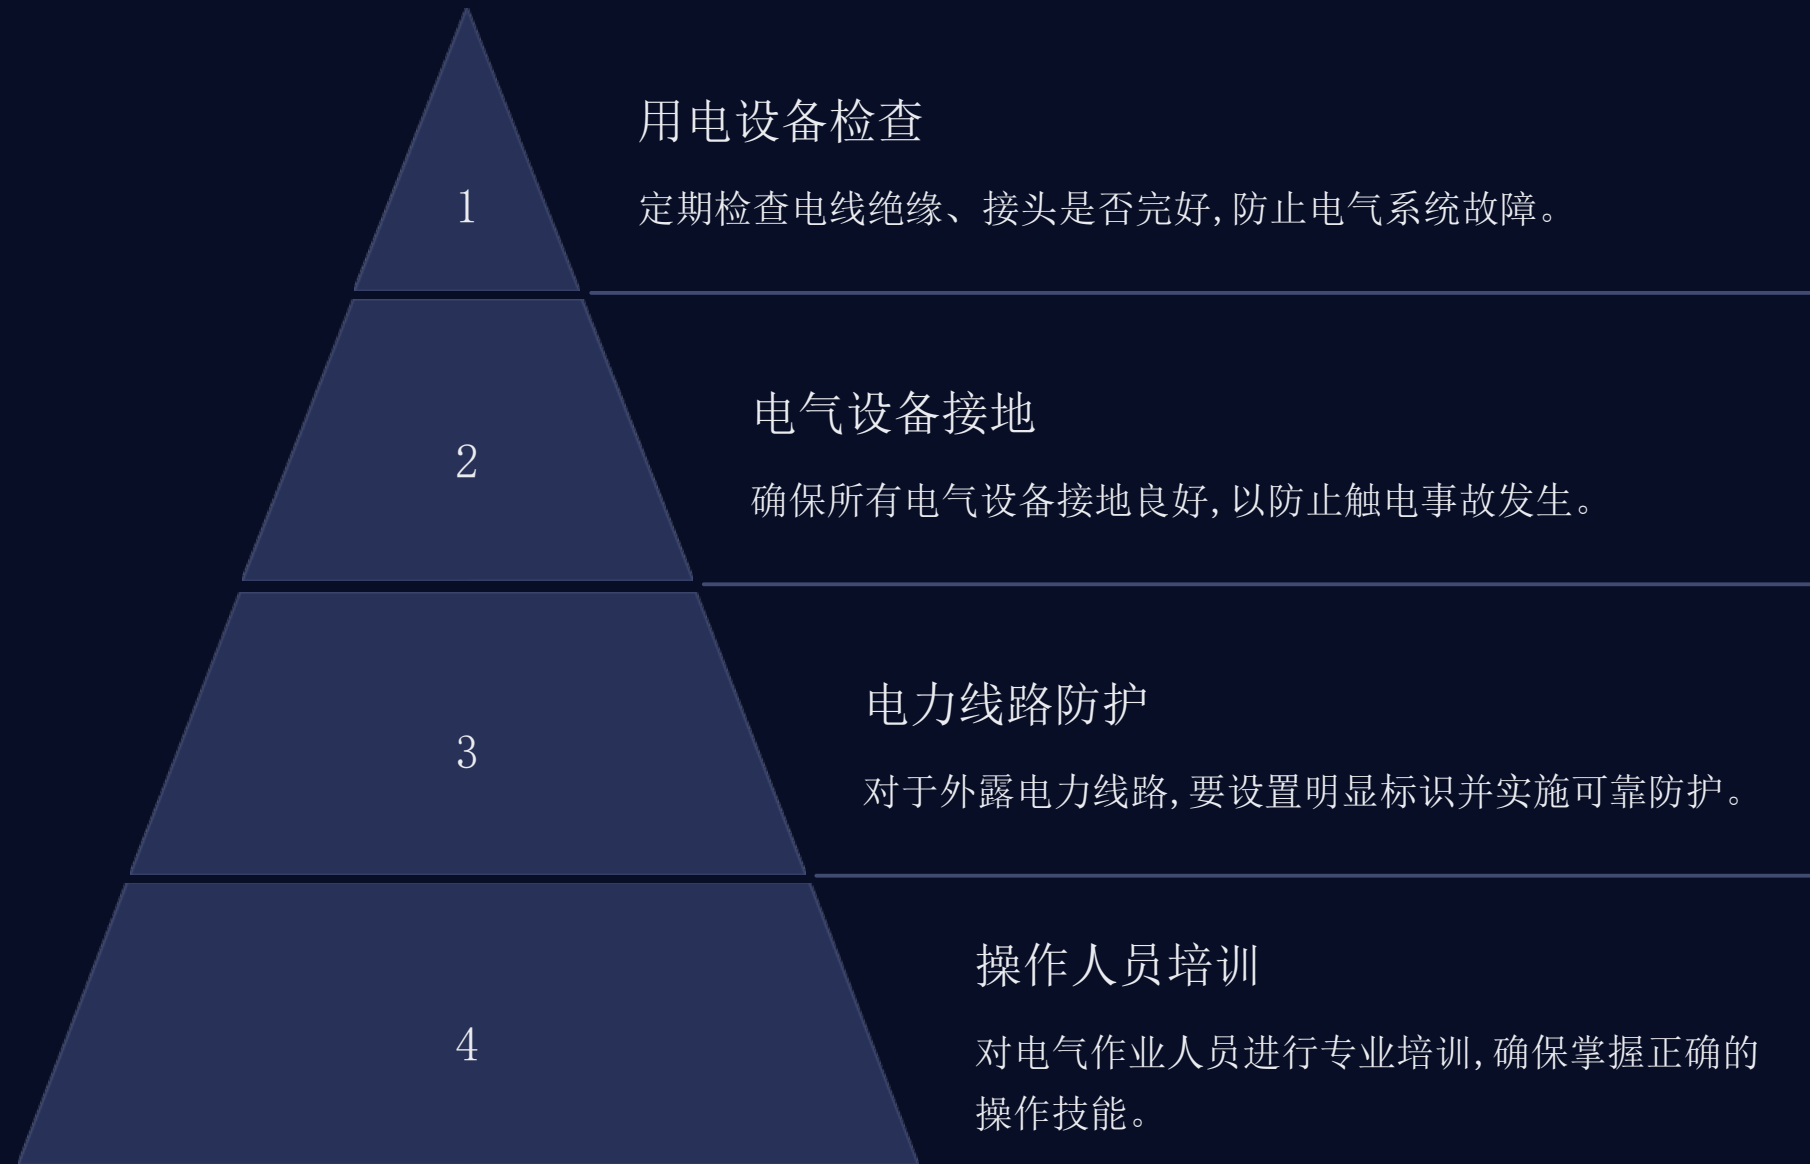 1
用电设备检查
定期检查电线绝缘、接头是否完好,防止电气系统故障。
2
电气设备接地
确保所有电气设备接地良好,以防止触电事故发生。
3
电力线路防护
对于外露电力线路,要设置明显标识并实施可靠防护。
4
操作人员培训
对电气作业人员进行专业培训,确保掌握正确的
操作技能。